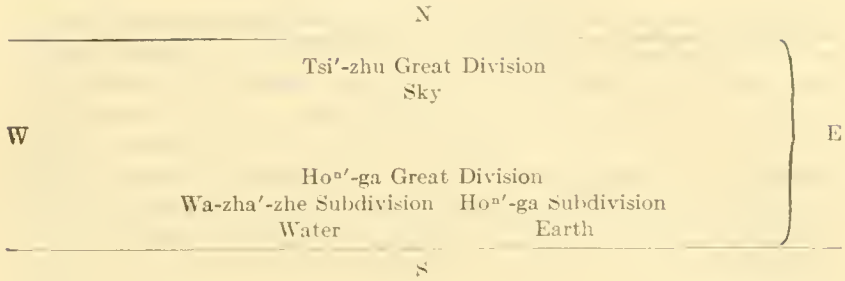 N
Tsi′-zhu Great Division
Sky
W E
Hoⁿ′-ga Great Division
Wa-zha′-zhe Subdivision Hoⁿ′-ga Subdivision
Water Earth
S